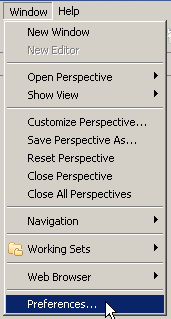 Window Help
New Window
New Editor
Open Perspective
Show View
Customize Perspective...
Save Perspective As...
Reset Perspective
Close Perspective
Close All Perspectives
Navigation
Working Sets
Web Browser
Preferences...